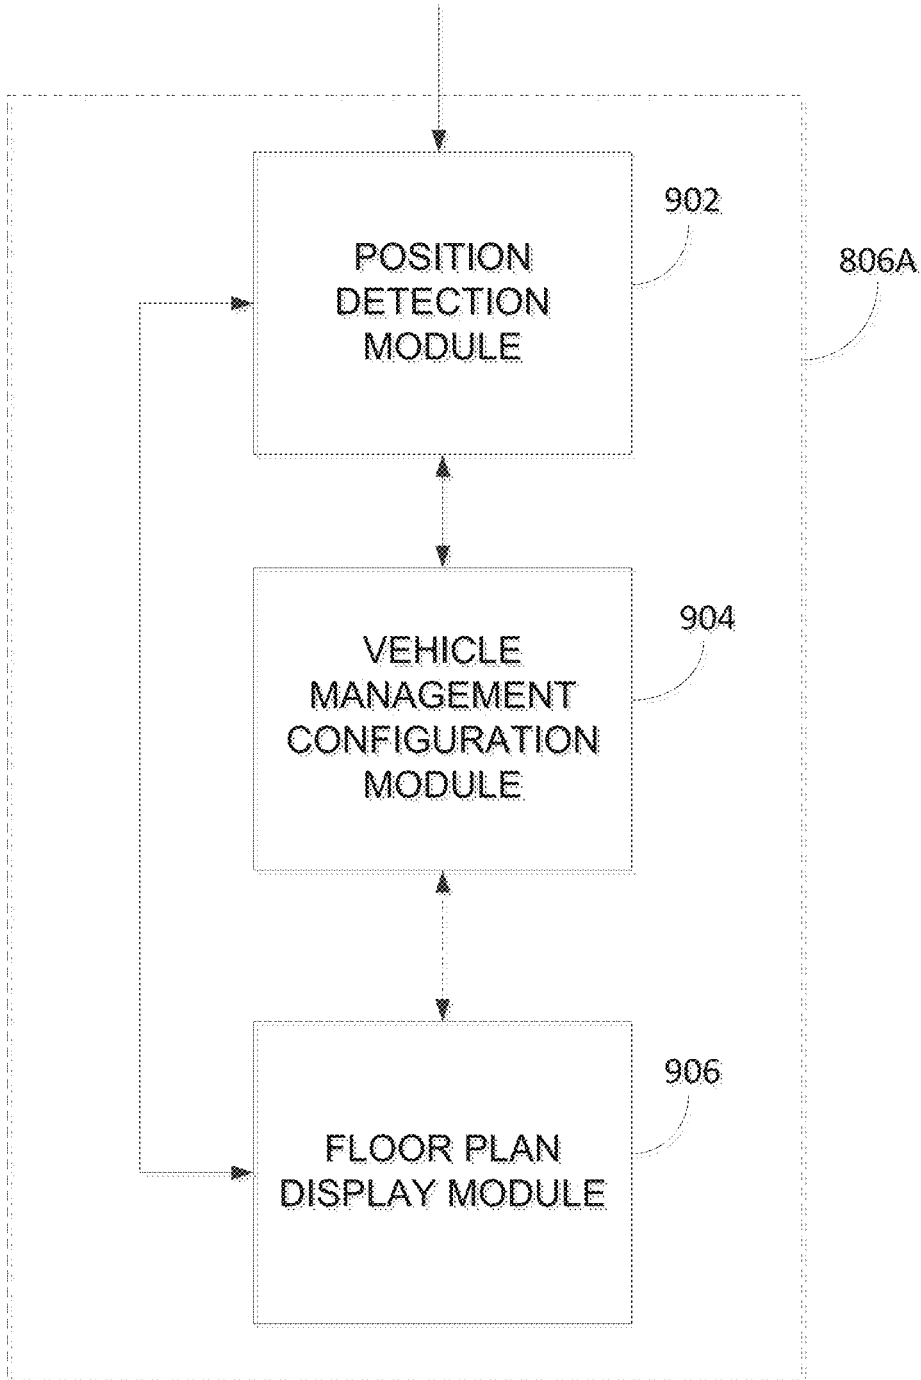 902
806A
POSITION
DETECTION
MODULE
904
VEHICLE
MANAGEMENT
CONFIGURATION
MODULE
906
FLOOR PLAN
DISPLAY MODULE